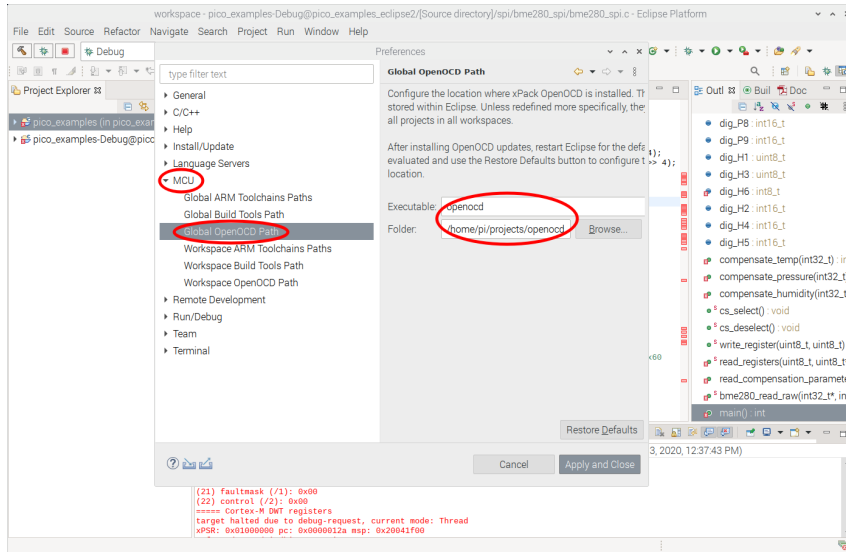 workspace - pico_examples-Debug@pico_examples_eclipse2/[Source directory]/spi/bme280_spi/bme280_spi.c - Eclipse Platform
File Edit Source Refactor Navigate Search Project Run Window Help
Debug
Preferences
Project Explorer
pico_examples (in pico_exar
pico_examples-Debug@pico
type filter text
General
C/C++
Help
Install/Update
Language Servers
MCU
Global ARM Toolchains Paths
Global Build Tools Path
Global OpenOCD Path
Workspace ARM Toolchains Paths
Workspace Build Tools Path
Workspace OpenOCD Path
Remote Development
Run/Debug
Team
Terminal
Global OpenOCD Path
Configure the location where xPack OpenOCD is installed. Th
stored within Eclipse. Unless redefined more specifically, they
all projects in all workspaces.
After installing OpenOCD updates, restart Eclipse for the defa
evaluated and use the Restore Defaults button to configure t
location.
Executable: openocd
Folder: /home/pi/projects/openocd Browse...
Restore Defaults
Cancel Apply and Close
4);
>> 4);
x60
Outl Buil Doc
dig_P8 : int16_t
dig_P9 : int16_t
dig_H1 : uint8_t
dig_H3 : uint8_t
dig_H6 : int8_t
dig_H2 : int16_t
dig_H4 : int16_t
dig_H5 : int16_t
compensate_temp(int32_t) : in
compensate_pressure(int32_t
compensate_humidity(int32_t
cs_select() : void
cs_deselect() : void
write_register(uint8_t, uint8_t)
read_registers(uint8_t, uint8_t*
read_compensation_paramete
bme280_read_raw(int32_t*, in
main() : int
3, 2020, 12:37:43 PM)
(21) faultmask (/1): 0x00
(22) control (/2): 0x00
===== Cortex-M DWT registers
target halted due to debug-request, current mode: Thread
xPSR: 0x01000000 pc: 0x0000012a msp: 0x20041f00